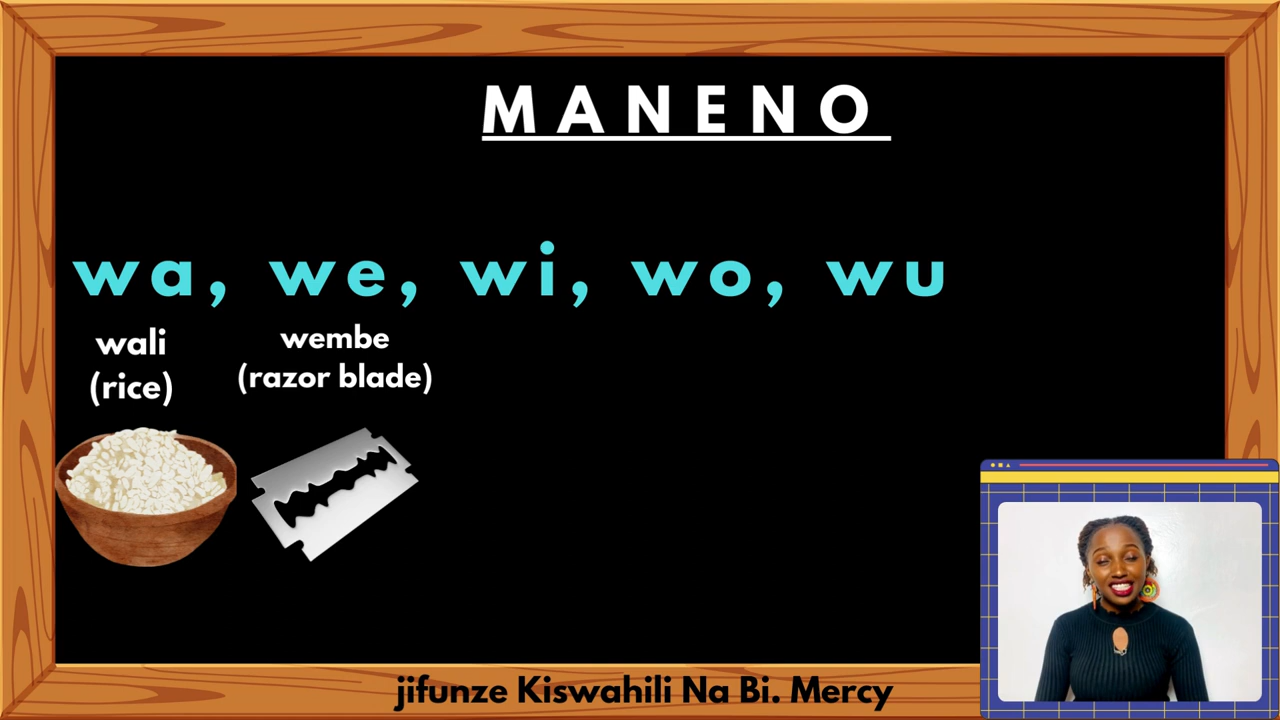 MANENO
wa, we, wi, wo, wu
wali
(rice)
wembe
(razor blade)
jifunze Kiswahili Na Bi. Mercy